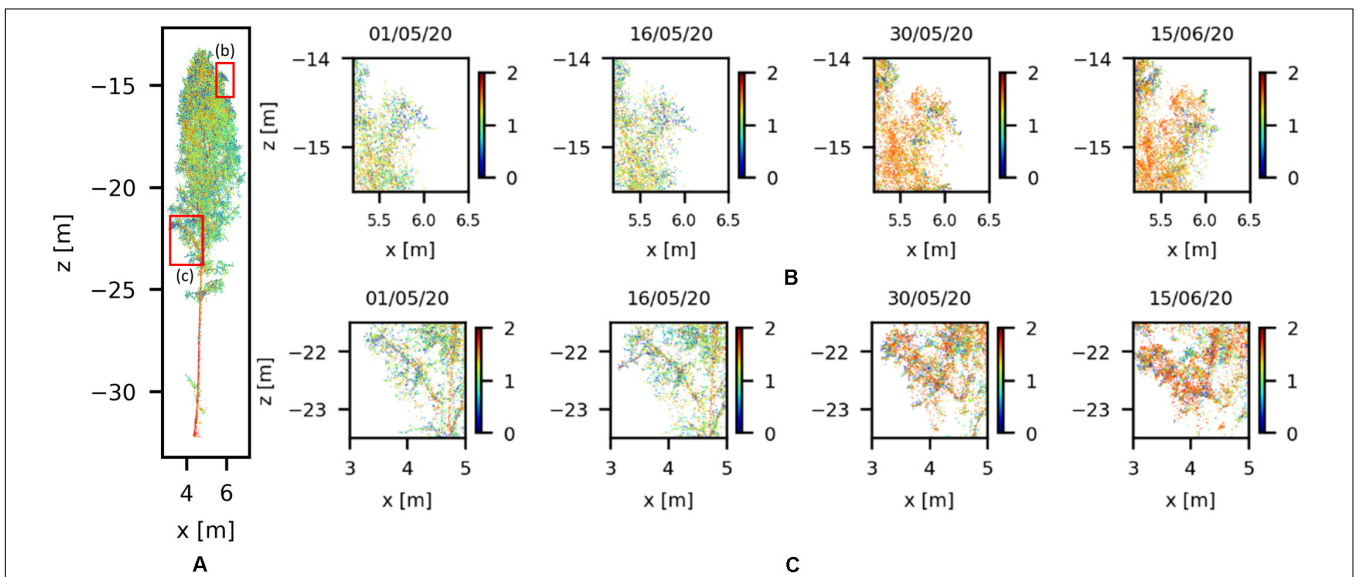 (b)
(c)
−15
−20
−25
−30
z [m]
4 6
x [m]
A
01/05/20 16/05/20 30/05/20 15/06/20
−14 2 −14 2 −14 2 −14 2
z [m]
1 1 1 1
−15 −15 −15 −15
0 0 0 0
5.5 6.0 6.5 5.5 6.0 6.5 5.5 6.0 6.5 5.5 6.0 6.5
x [m] x [m] x [m] x [m]
B
01/05/20 16/05/20 30/05/20 15/06/20
2 2 2 2
−22 −22 −22 −22
z [m]
1 1 1 1
−23 −23 −23 −23
0 0 0 0
3 4 5 3 4 5 3 4 5 3 4 5
x [m] x [m] x [m] x [m]
C